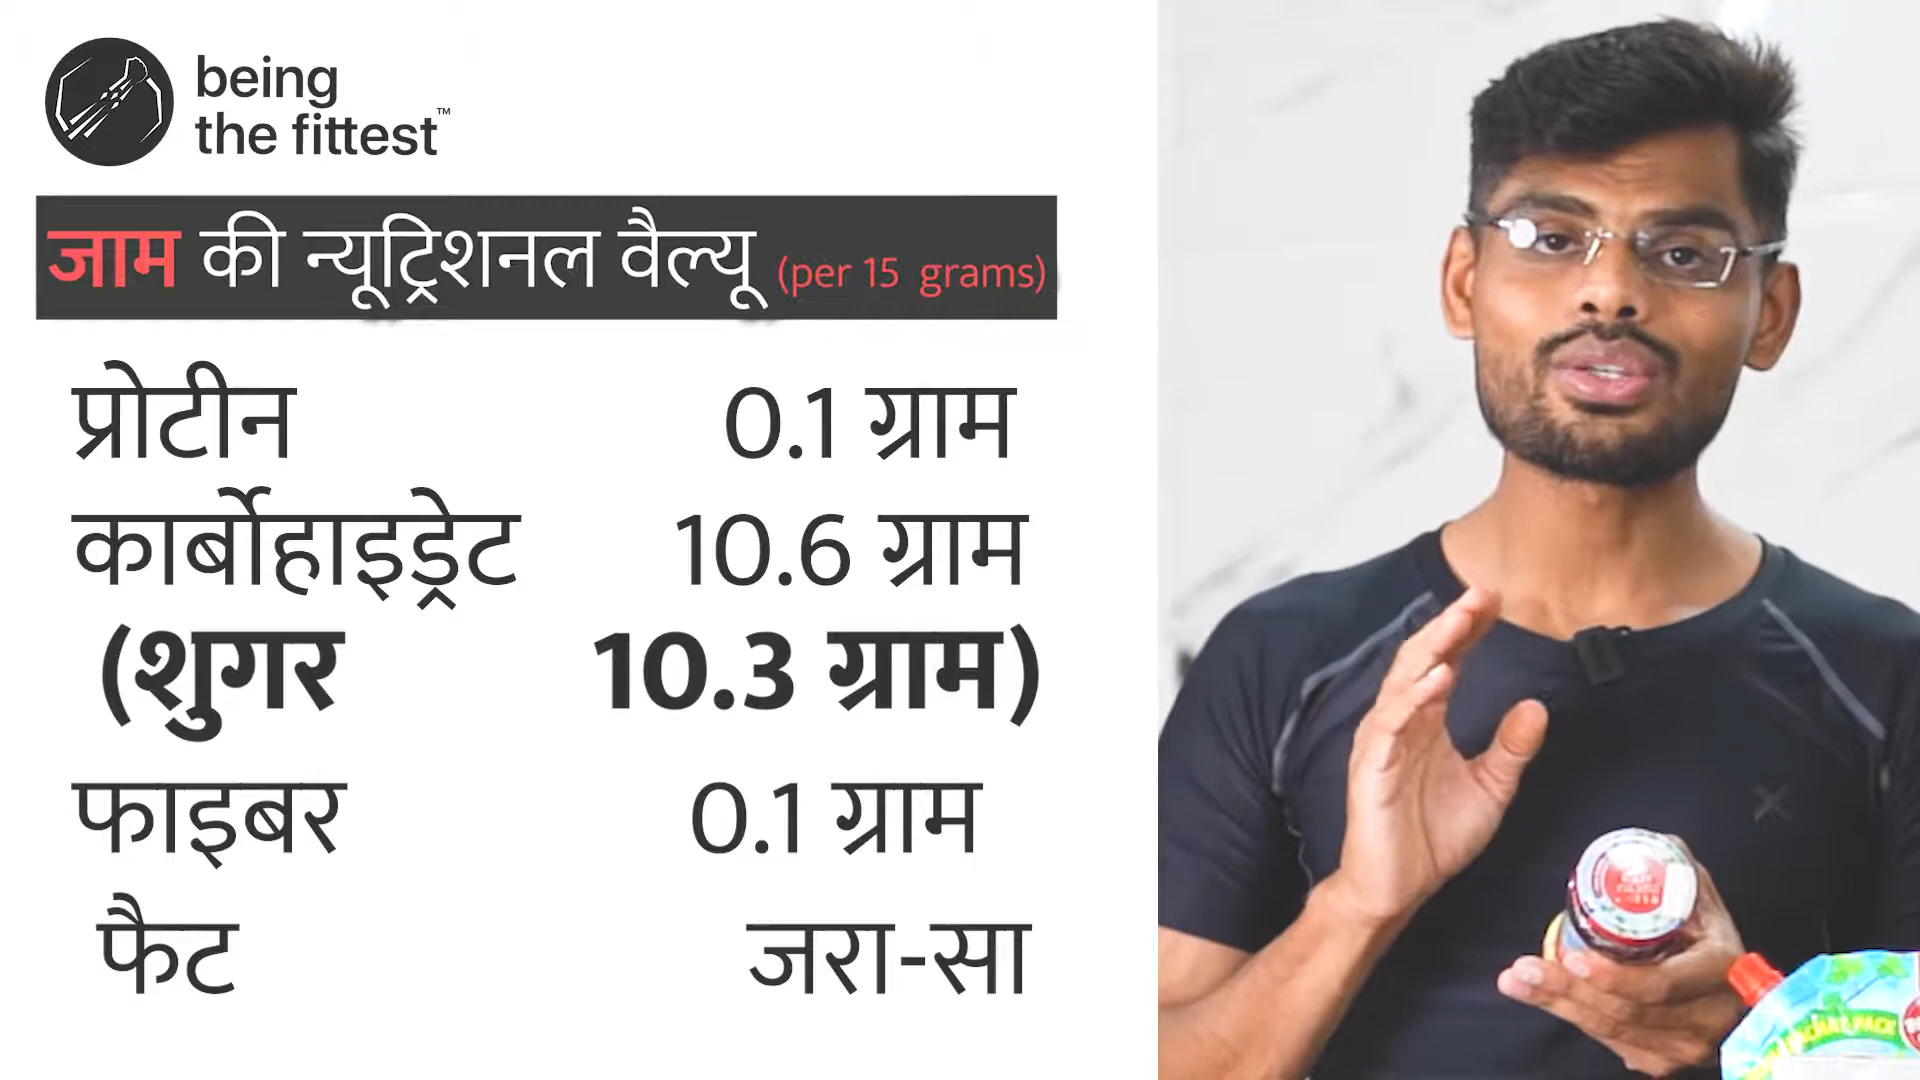 being
the fittest™
जाम की न्यूट्रिशनल वैल्यू (per 15 grams)
प्रोटीन 0.1 ग्राम
कार्बोहाइड्रेट 10.6 ग्राम
(शुगर 10.3 ग्राम)
फाइबर 0.1 ग्राम
फैट जरा-सा
PACK